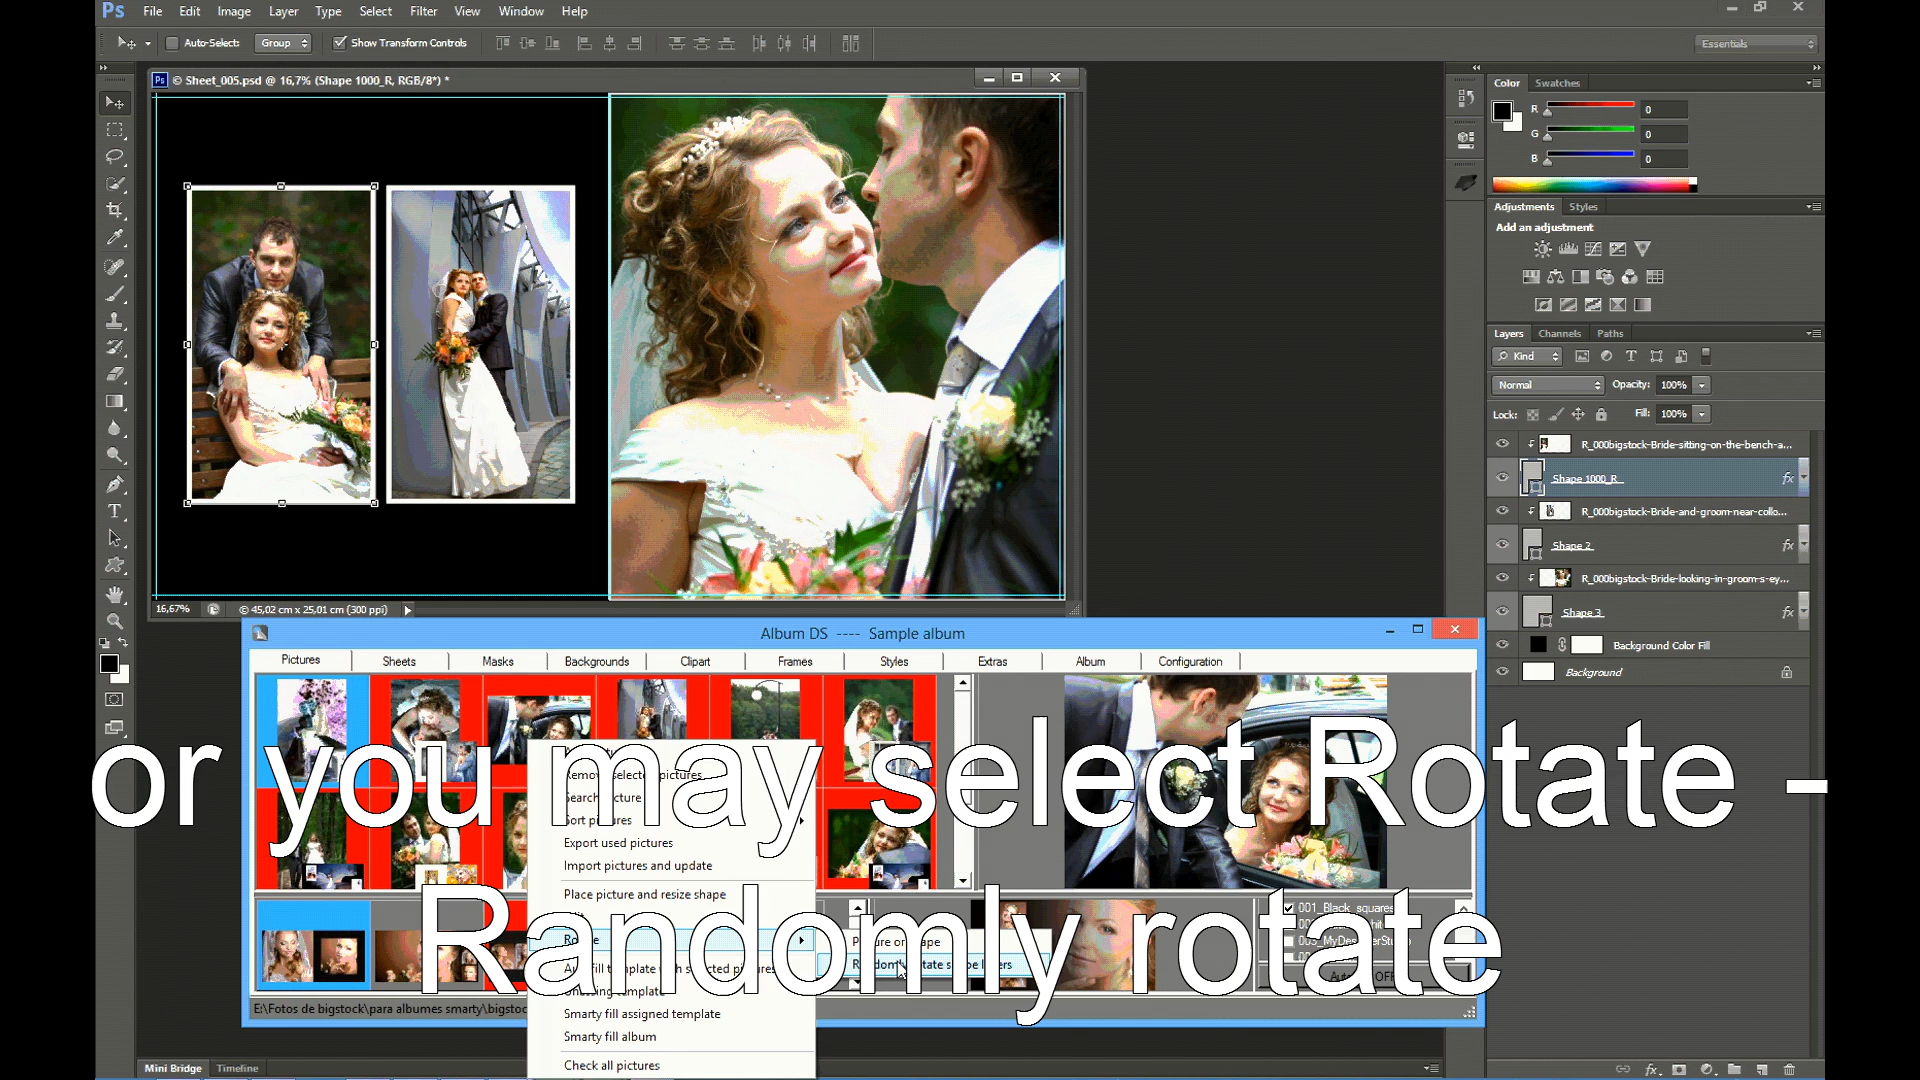 Ps File Edit Image Layer Type Select Filter View Window Help
Auto-Select: Group Show Transform Controls
Essentials
© Sheet_005.psd @ 16,7% (Shape 1000_R, RGB/8*) *
Color Swatches
R 0
G 0
B 0
Adjustments Styles
Add an adjustment
Layers Channels Paths
Kind
Normal Opacity: 100%
Lock: Fill: 100%
R_000bigstock-Bride-sitting-on-the-bench-a...
Shape 1000_R
R_000bigstock-Bride-and-groom-near-collo...
Shape 2
R_000bigstock-Bride-looking-in-groom-s-ey...
Shape 3
Background Color Fill
Background
16,67% © 45,02 cm x 25,01 cm (300 ppi)
Album DS ---- Sample album
Pictures Sheets Masks Backgrounds Clipart Frames Styles Extras Album Configuration
or you may select Rotate -
Randomly rotate
Remove selected pictures
Search picture
Sort pictures
Export used pictures
Import pictures and update
Place picture and resize shape
Rotate
Picture or shape
Randomly rotate shape layers
Auto fill template with selected pictures
Smarty fill assigned template
Smarty fill album
Check all pictures
001_Black_squares
E:\Fotos de bigstock\para albumes smarty\bigstock
Mini Bridge Timeline